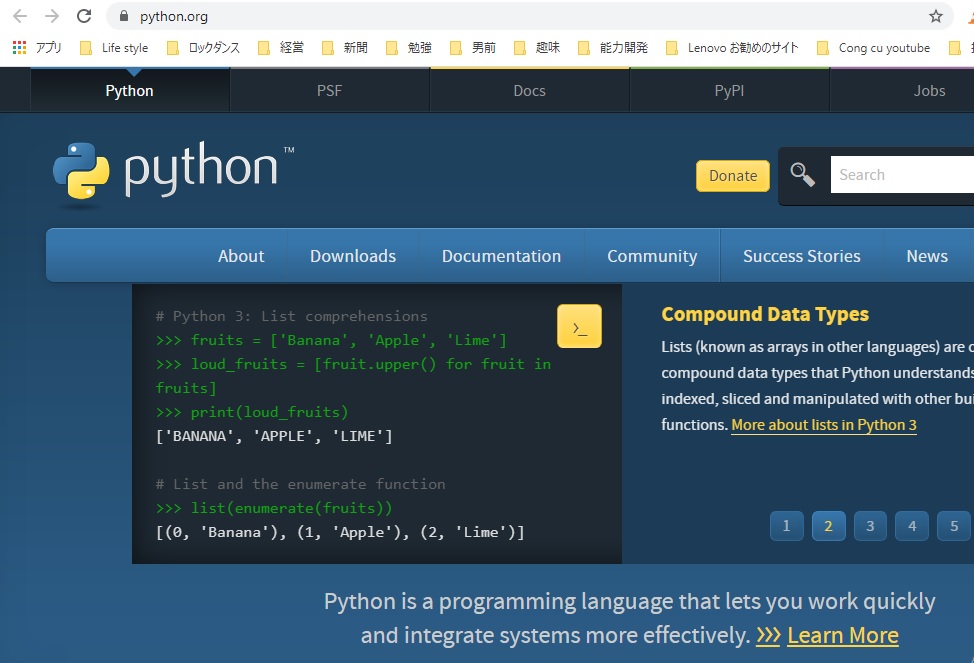 python.org
アプリ Life style ロックダンス 経営 新聞 勉強 男前 趣味 能力開発 Lenovo お勧めのサイト Cong cu youtube
Python PSF Docs PyPI Jobs
python™
Donate Search
About Downloads Documentation Community Success Stories News
# Python 3: List comprehensions
>>> fruits = ['Banana', 'Apple', 'Lime']
>>> loud_fruits = [fruit.upper() for fruit in
fruits]
>>> print(loud_fruits)
['BANANA', 'APPLE', 'LIME']
# List and the enumerate function
>>> list(enumerate(fruits))
[(0, 'Banana'), (1, 'Apple'), (2, 'Lime')]
>_
Compound Data Types
Lists (known as arrays in other languages) are
compound data types that Python understands
indexed, sliced and manipulated with other
functions. More about lists in Python 3
1 2 3 4 5
Python is a programming language that lets you work quickly
and integrate systems more effectively. >>> Learn More